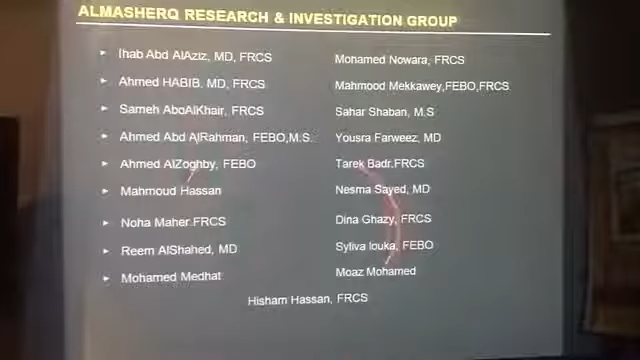 ALMASHERQ RESEARCH & INVESTIGATION GROUP
Ihab Abd AlAziz, MD, FRCS
Ahmed HABIB. MD, FRCS
Sameh AboAlKhair, FRCS
Ahmed Abd AlRahman, FEBO,M.S.
Ahmed AlZoghby, FEBO
Mahmoud Hassan
Noha Maher.FRCS
Reem AlShahed, MD
Mohamed Medhat
Mohamed Nowara, FRCS
Mahmood Mekkawey,FEBO,FRCS
Sahar Shaban, M.S
Yousra Farweez, MD
Tarek Badr.FRCS
Nesma Sayed, MD
Dina Ghazy, FRCS
Syliva louka, FEBO
Moaz Mohamed
Hisham Hassan, FRCS